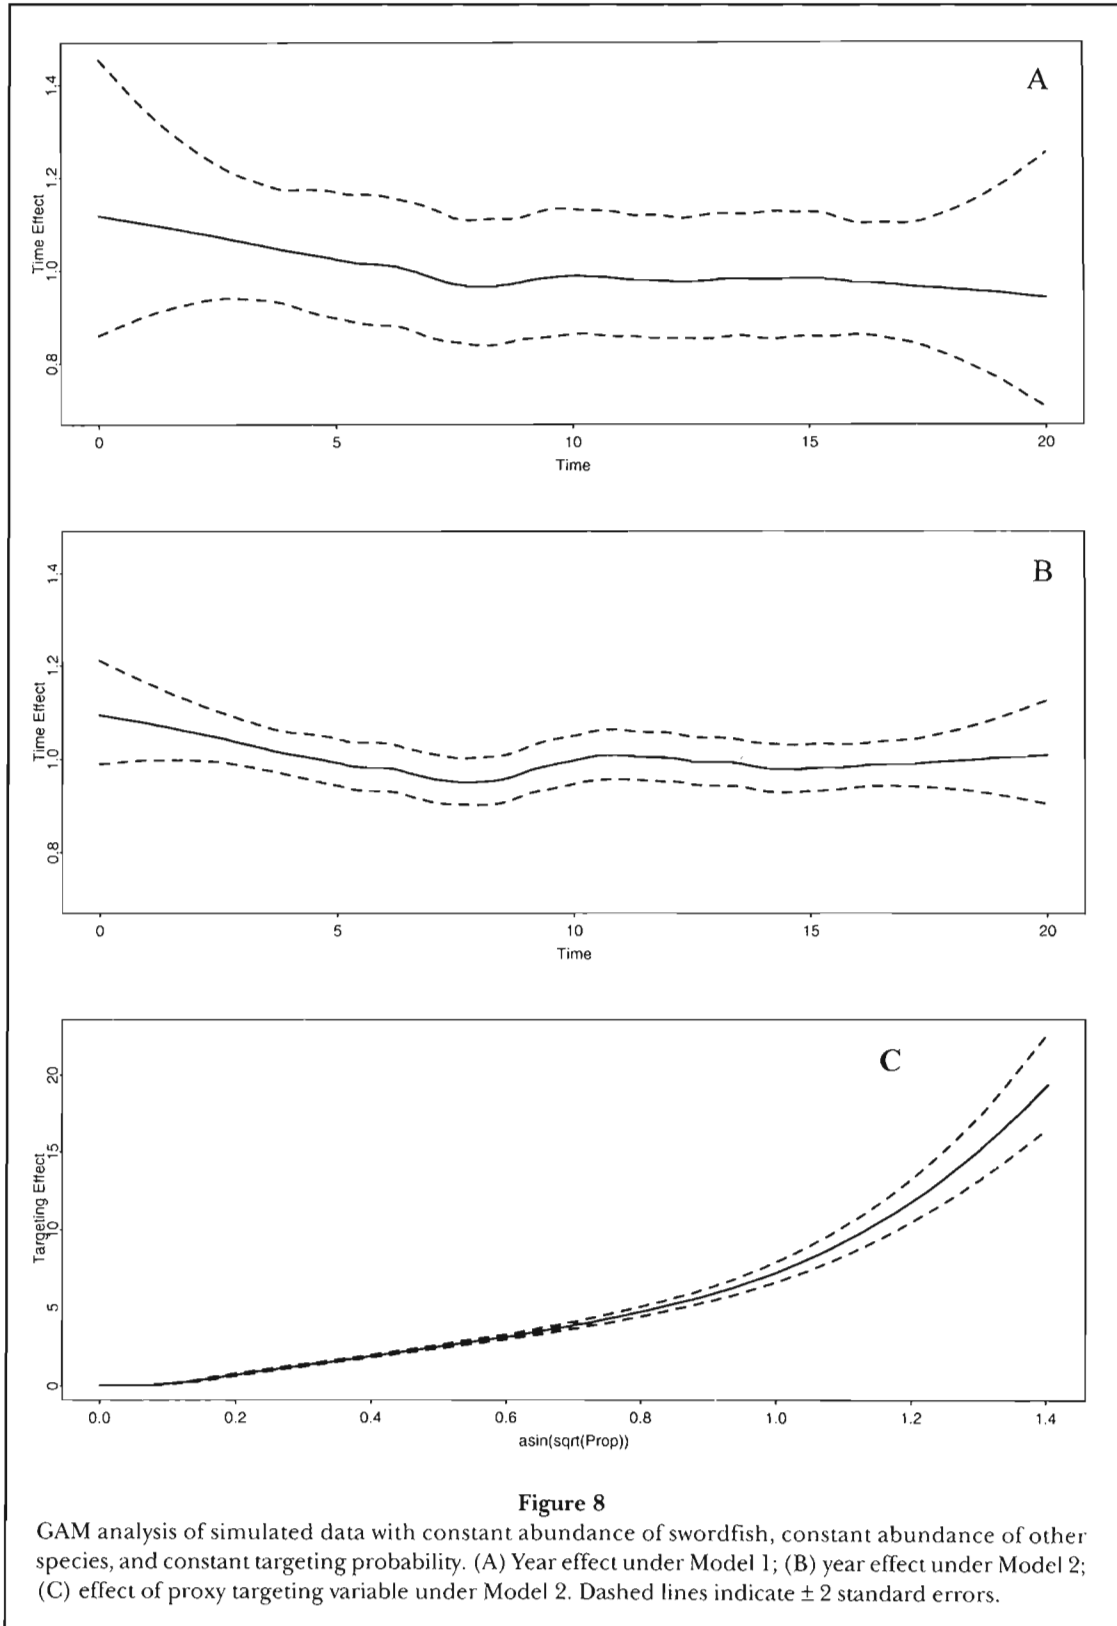 A
1.4
1.2
1.0
0.8
Time Effect
0 5 10 15 20
Time
B
1.4
1.2
1.0
0.8
Time Effect
0 5 10 15 20
Time
C
20
15
10
5
0
Targeting Effect
0.0 0.2 0.4 0.6 0.8 1.0 1.2 1.4
asin(sqrt(Prop))
Figure 8
GAM analysis of simulated data with constant abundance of swordfish, constant abundance of other
species, and constant targeting probability. (A) Year effect under Model 1; (B) year effect under Model 2;
(C) effect of proxy targeting variable under Model 2. Dashed lines indicate ± 2 standard errors.